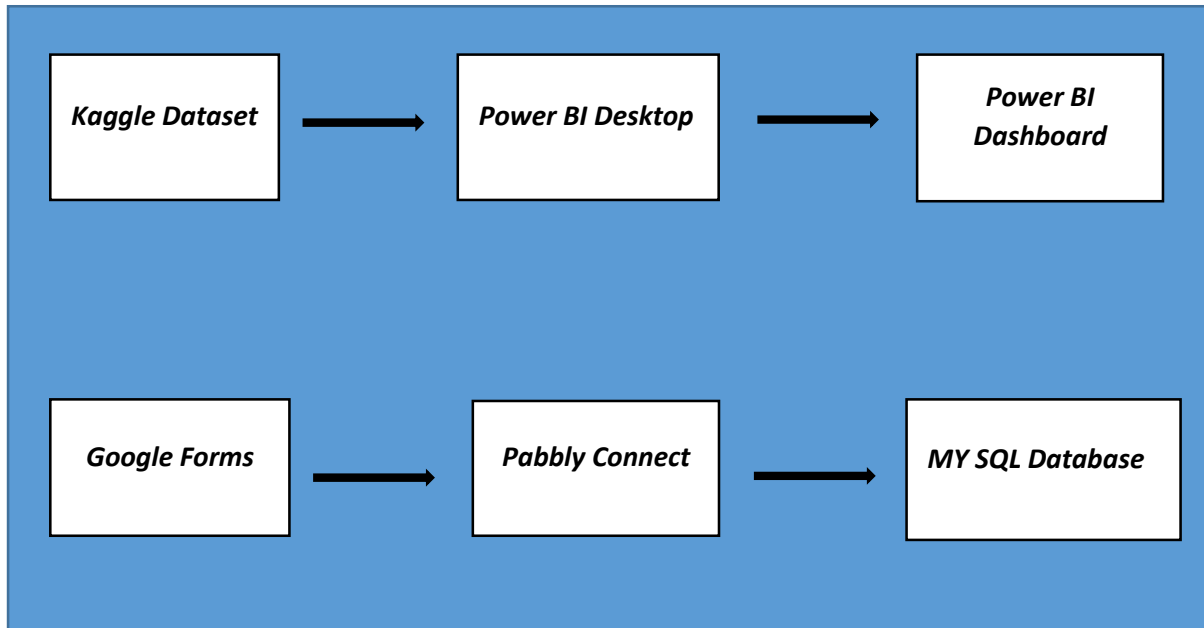 Kaggle Dataset
Power BI Desktop
Power BI
Dashboard
Google Forms
Pabbly Connect
MY SQL Database